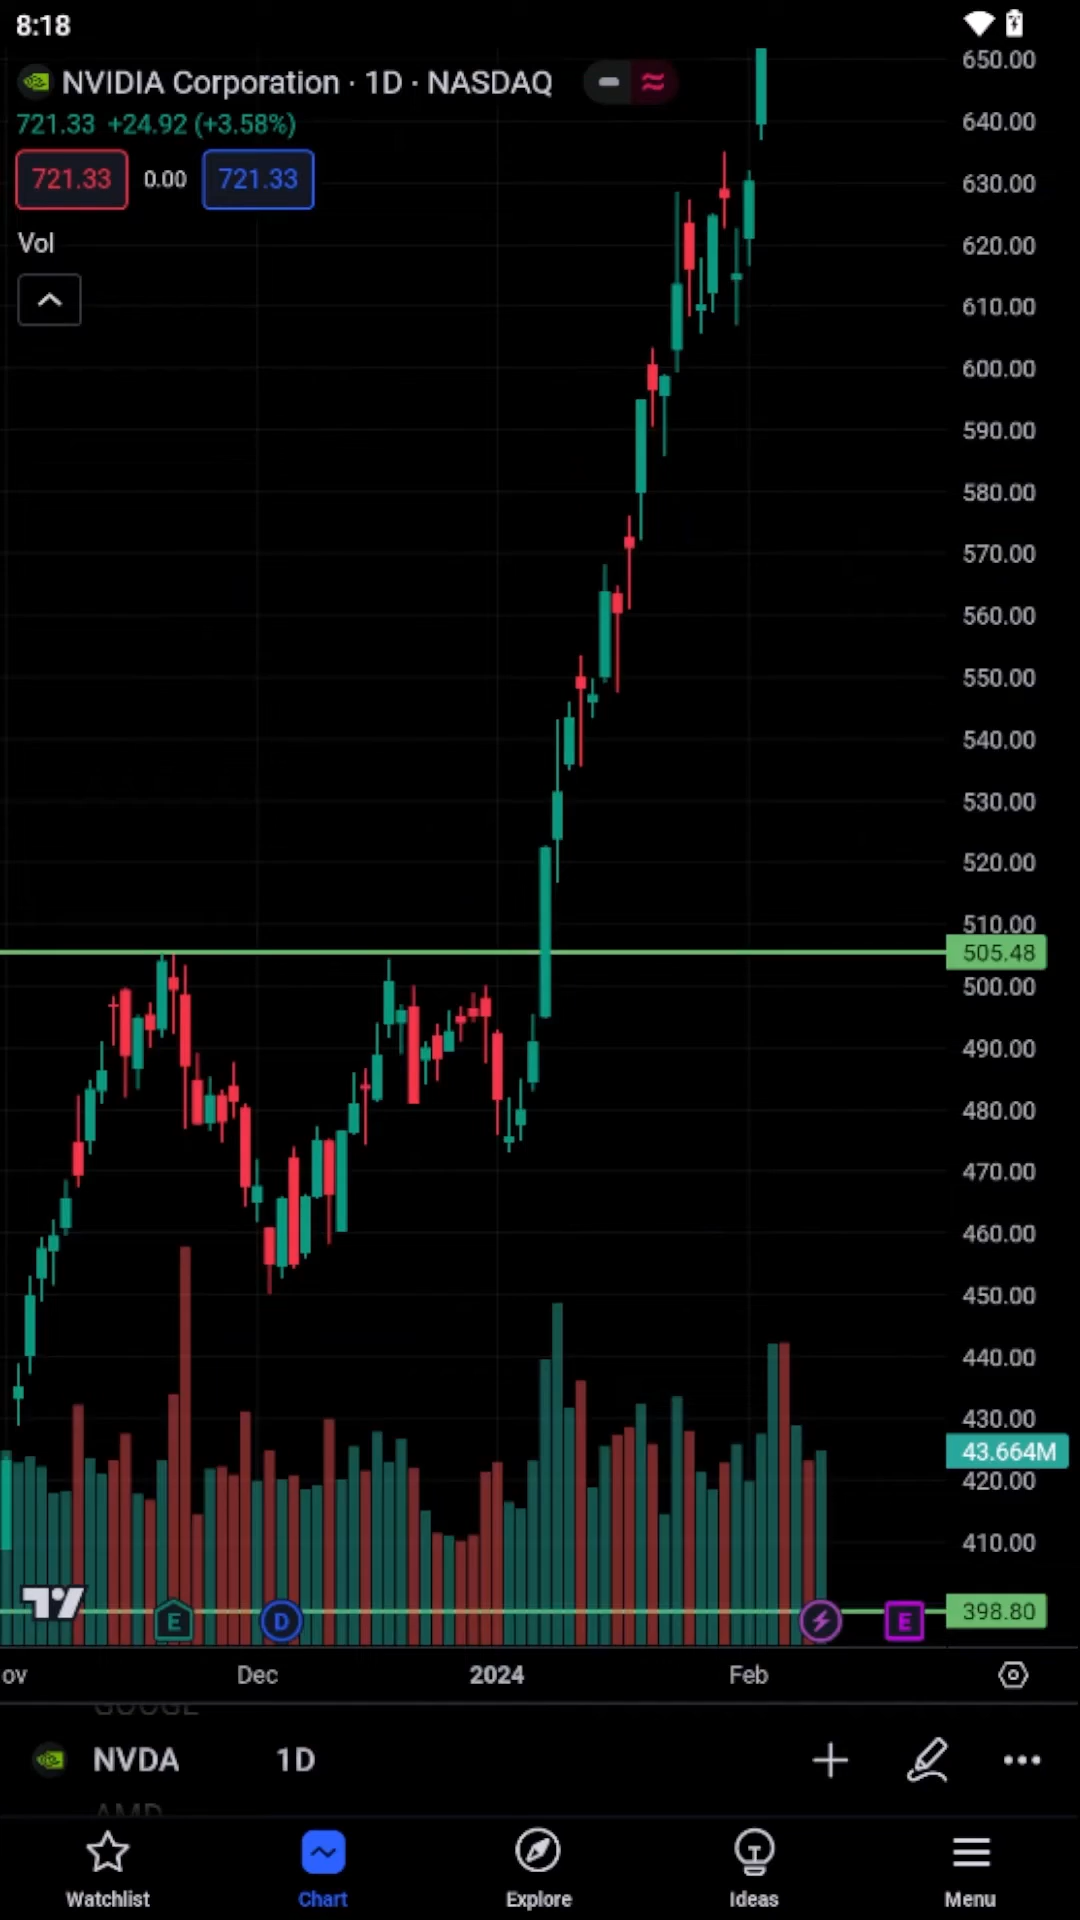 8:18
NVIDIA Corporation · 1D · NASDAQ
721.33 +24.92 (+3.58%)
721.33 0.00 721.33
Vol
650.00
640.00
630.00
620.00
610.00
600.00
590.00
580.00
570.00
560.00
550.00
540.00
530.00
520.00
510.00
505.48
500.00
490.00
480.00
470.00
460.00
450.00
440.00
430.00
43.664M
420.00
410.00
398.80
E D E
ov Dec 2024 Feb
GOOGL
NVDA 1D
AMD
Watchlist Chart Explore Ideas Menu